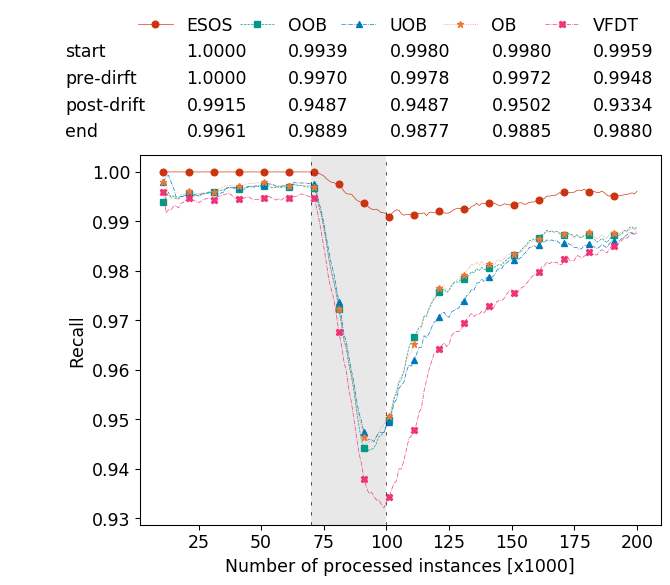 ESOS OOB UOB OB VFDT
start 1.0000 0.9939 0.9980 0.9980 0.9959
pre-dirft 1.0000 0.9970 0.9978 0.9972 0.9948
post-drift 0.9915 0.9487 0.9487 0.9502 0.9334
end 0.9961 0.9889 0.9877 0.9885 0.9880
1.00
0.99
0.98
0.97
0.96
0.95
0.94
0.93
Recall
25 50 75 100 125 150 175 200
Number of processed instances [x1000]